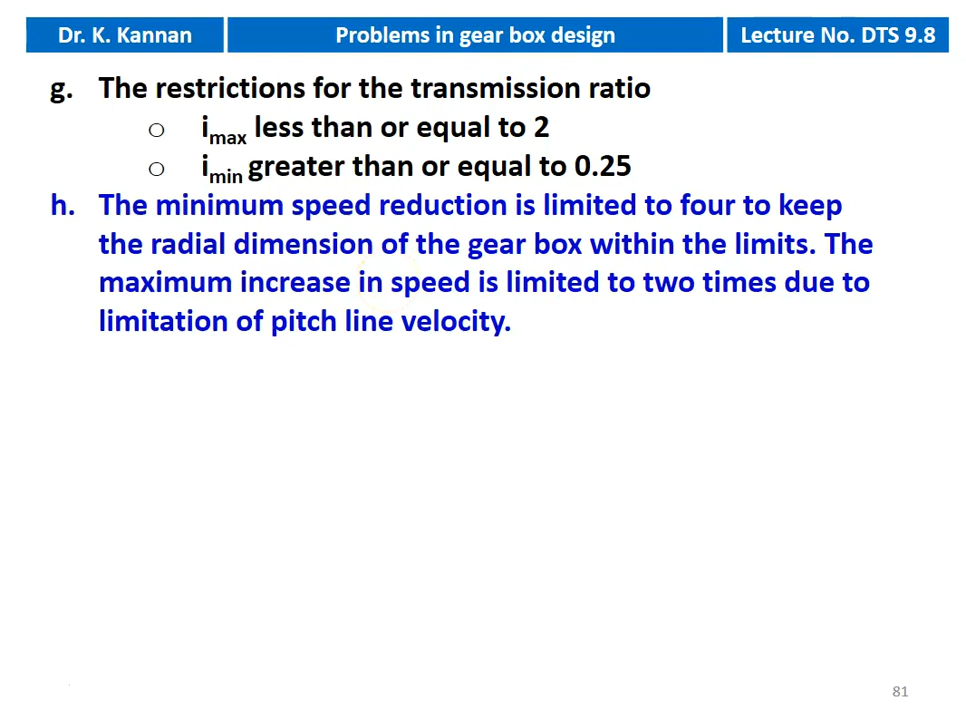 Dr. K. Kannan
Problems in gear box design
Lecture No. DTS 9.8
g. The restrictions for the transmission ratio
○ imax less than or equal to 2
○ imin greater than or equal to 0.25
h. The minimum speed reduction is limited to four to keep
the radial dimension of the gear box within the limits. The
maximum increase in speed is limited to two times due to
limitation of pitch line velocity.
81